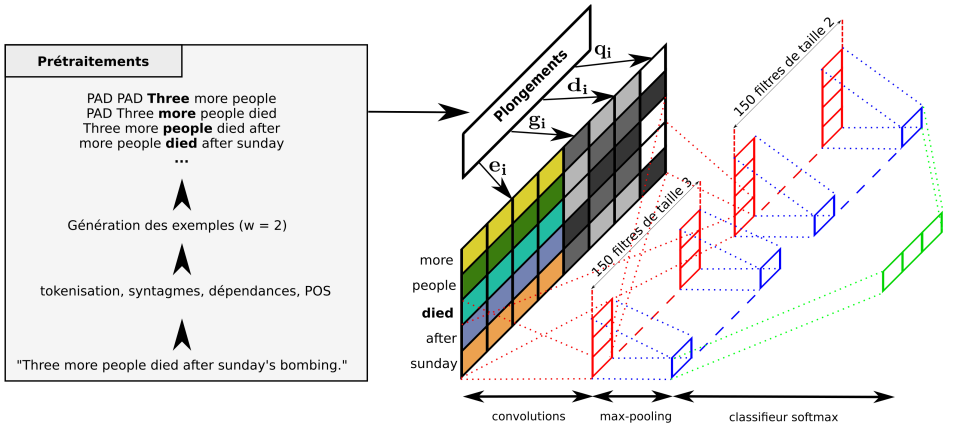 Prétraitements
PAD PAD Three more people
PAD Three more people died
Three more people died after
more people died after sunday
...
Génération des exemples (w = 2)
tokenisation, syntagmes, dépendances, POS
"Three more people died after sunday's bombing."
Plongements
qi
di
gi
ei
more
people
died
after
sunday
150 filtres de taille 3
150 filtres de taille 2
convolutions
max-pooling
classifieur softmax